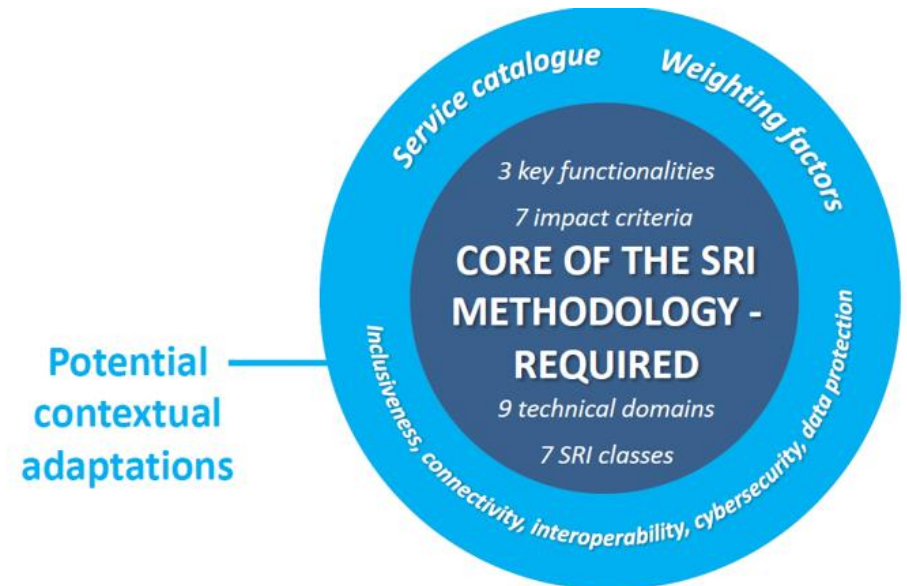 Service catalogue
Weighting factors
3 key functionalities
7 impact criteria
CORE OF THE SRI
METHODOLOGY -
REQUIRED
9 technical domains
7 SRI classes
Inclusiveness, connectivity, interoperability, cybersecurity, data protection
Potential
contextual
adaptations